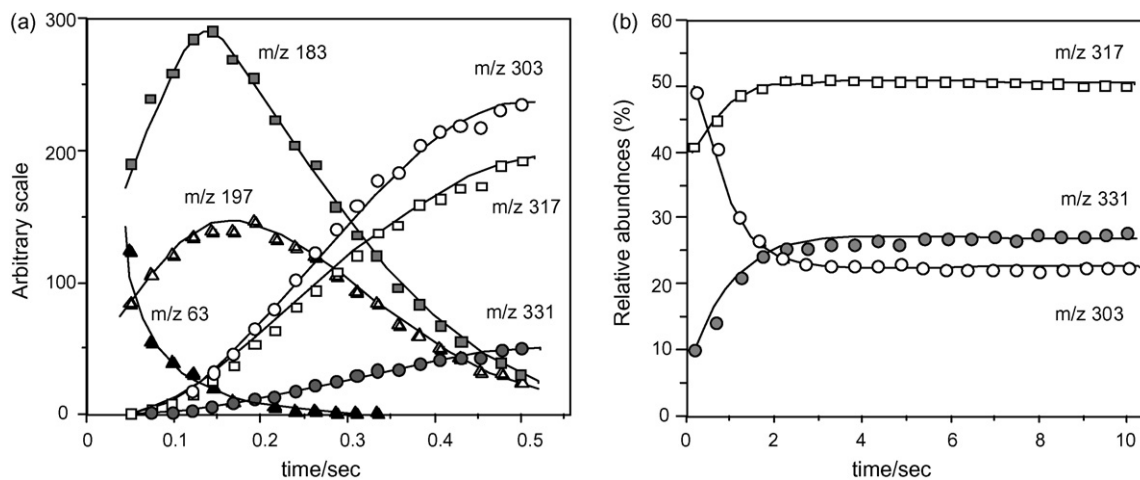 (a)
300
200
100
0
Arbitrary scale
m/z 183
m/z 197
m/z 63
m/z 303
m/z 317
m/z 331
0
0.1
0.2
0.3
0.4
0.5
time/sec
(b)
60
50
40
30
20
10
0
Relative abundnces (%)
m/z 317
m/z 331
m/z 303
0
2
4
6
8
10
time/sec